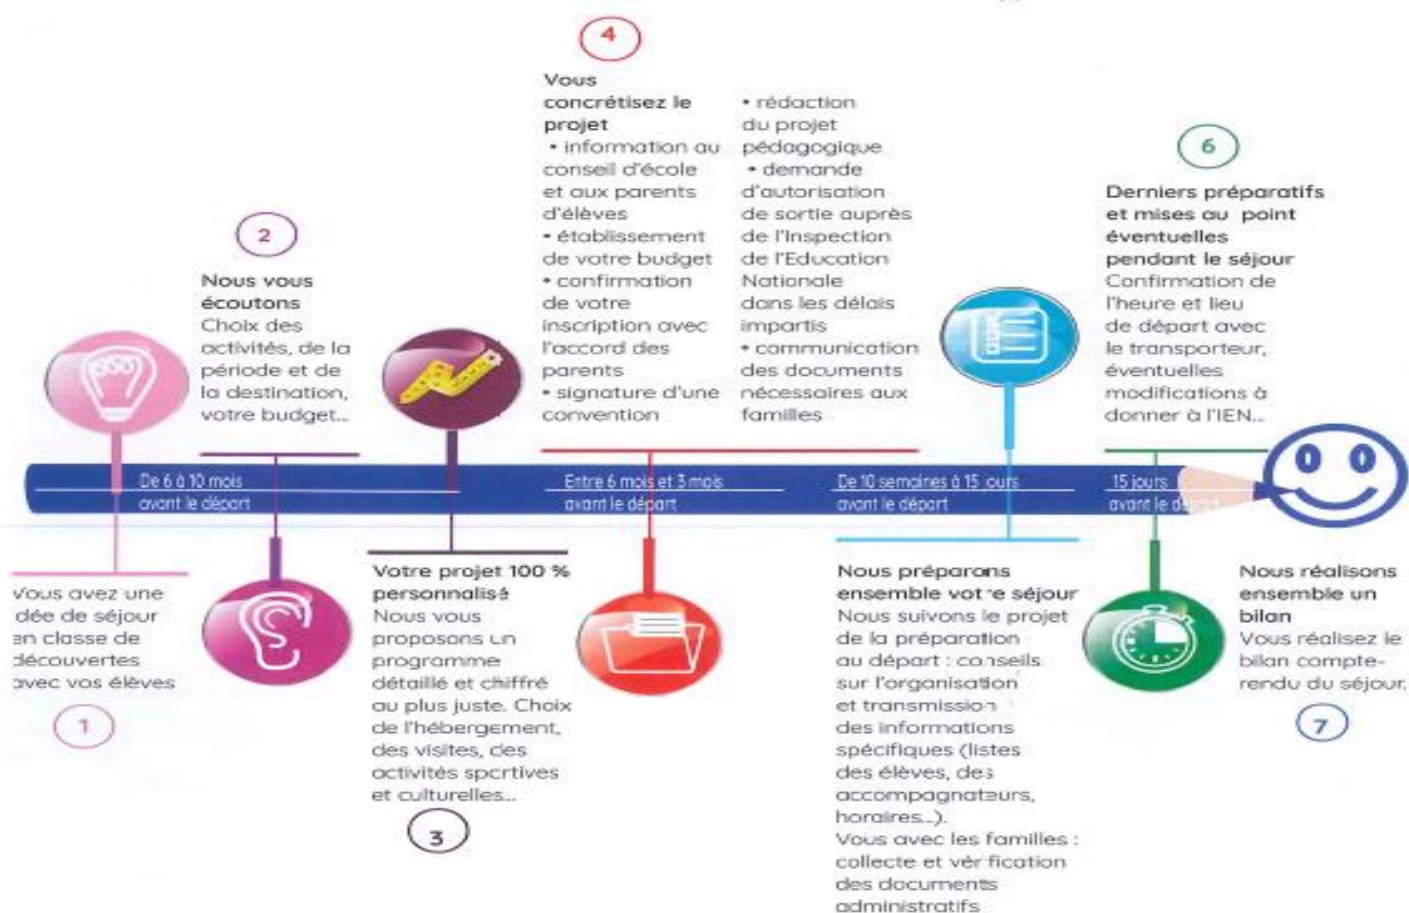 1
Vous avez une
dée de séjour
en classe de
découvertes
avec vos élèves
2
Nous vous
écoutons
Choix des
activités, de la
période et de
la destination,
votre budget...
De 6 à 10 mois
avant le départ
Votre projet 100 %
personnalisé
Nous vous
proposons un
programme
détaillé et chiffré
au plus juste. Choix
de l'hébergement,
des visites, des
activités sportives
et culturelles...
3
4
Vous
concrétisez le
projet
• information au
conseil d'école
et aux parents
d'élèves
• établissement
de votre budget
• confirmation
de votre
inscription avec
l'accord des
parents
• signature d'une
convention
• rédaction
du projet
pédagogique
• demande
d'autorisation
de sortie auprès
de l'Inspection
de l'Education
Nationale
dans les délais
impartis
• communication
des documents
nécessaires aux
familles
Entre 6 mois et 3 mois
avant le départ
De 10 semaines à 15 jours
avant le départ
Nous préparons
ensemble votre séjour
Nous suivons le projet
de la préparation
au départ : conseils
sur l'organisation
et transmission
des informations
spécifiques (listes
des élèves, des
accompagnateurs,
horaires...).
Vous avec les familles :
collecte et vérification
des documents
administratifs
6
Derniers préparatifs
et mises au point
éventuelles
pendant le séjour
Confirmation de
l'heure et lieu
de départ avec
le transporteur,
éventuelles
modifications à
donner à l'IEN...
15 jours
avant le départ
Nous réalisons
ensemble un
bilan
Vous réalisez le
bilan compte-
rendu du séjour.
7